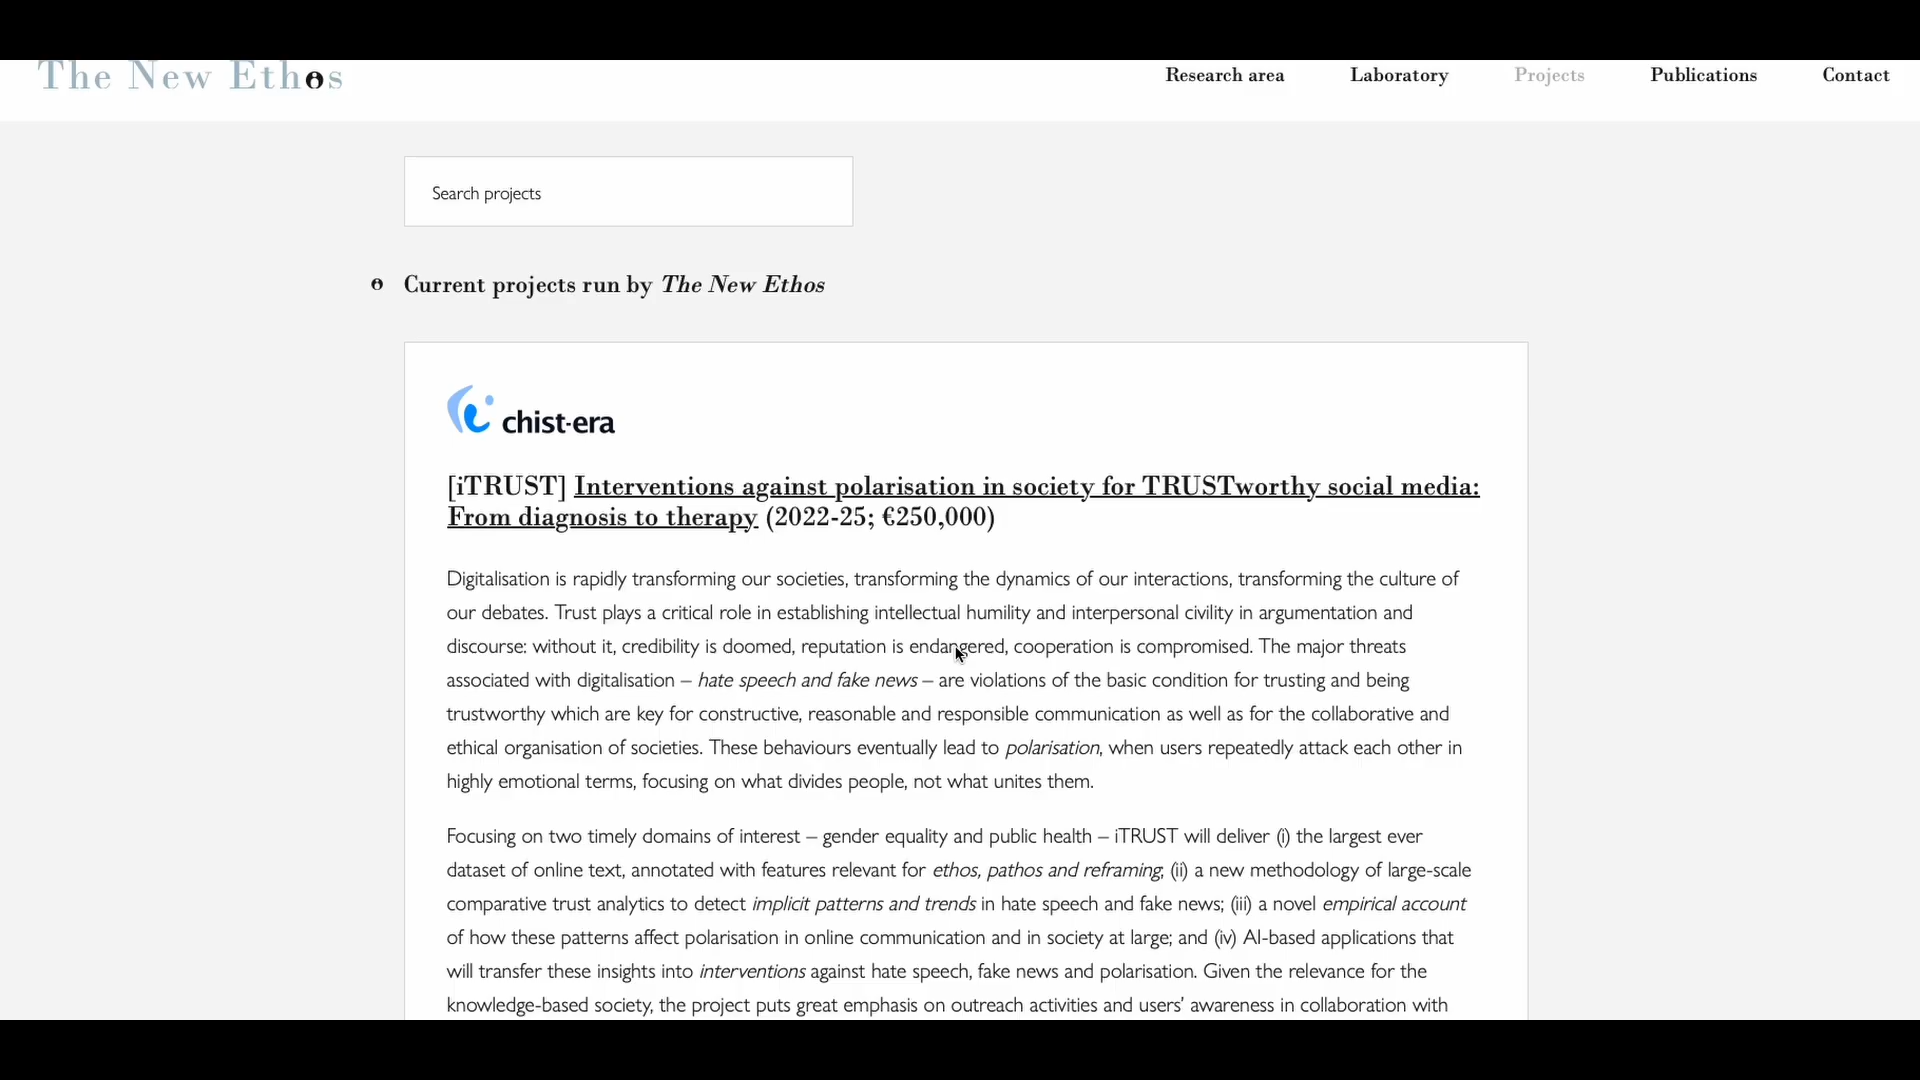 The New Ethos
Research area
Laboratory
Projects
Publications
Contact
Search projects
Current projects run by The New Ethos
chist-era
[iTRUST] Interventions against polarisation in society for TRUSTworthy social media:
From diagnosis to therapy (2022-25; €250,000)
Digitalisation is rapidly transforming our societies, transforming the dynamics of our interactions, transforming the culture of
our debates. Trust plays a critical role in establishing intellectual humility and interpersonal civility in argumentation and
discourse: without it, credibility is doomed, reputation is endangered, cooperation is compromised. The major threats
associated with digitalisation – hate speech and fake news – are violations of the basic condition for trusting and being
trustworthy which are key for constructive, reasonable and responsible communication as well as for the collaborative and
ethical organisation of societies. These behaviours eventually lead to polarisation, when users repeatedly attack each other in
highly emotional terms, focusing on what divides people, not what unites them.
Focusing on two timely domains of interest – gender equality and public health – iTRUST will deliver (i) the largest ever
dataset of online text, annotated with features relevant for ethos, pathos and reframing; (ii) a new methodology of large-scale
comparative trust analytics to detect implicit patterns and trends in hate speech and fake news; (iii) a novel empirical account
of how these patterns affect polarisation in online communication and in society at large; and (iv) AI-based applications that
will transfer these insights into interventions against hate speech, fake news and polarisation. Given the relevance for the
knowledge-based society, the project puts great emphasis on outreach activities and users’ awareness in collaboration with